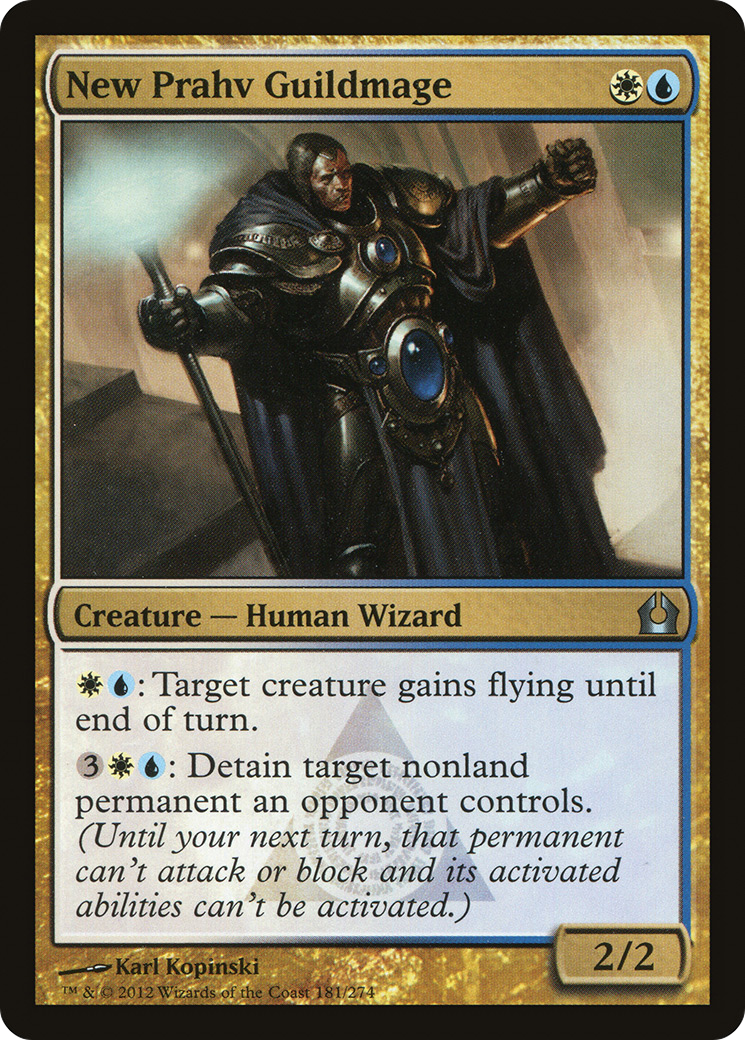 New Prahv Guildmage
Creature — Human Wizard
: Target creature gains flying until
end of turn.
3: Detain target nonland
permanent an opponent controls.
(Until your next turn, that permanent
can't attack or block and its activated
abilities can't be activated.)
2/2
Karl Kopinski
™ & © 2012 Wizards of the Coast 181/274